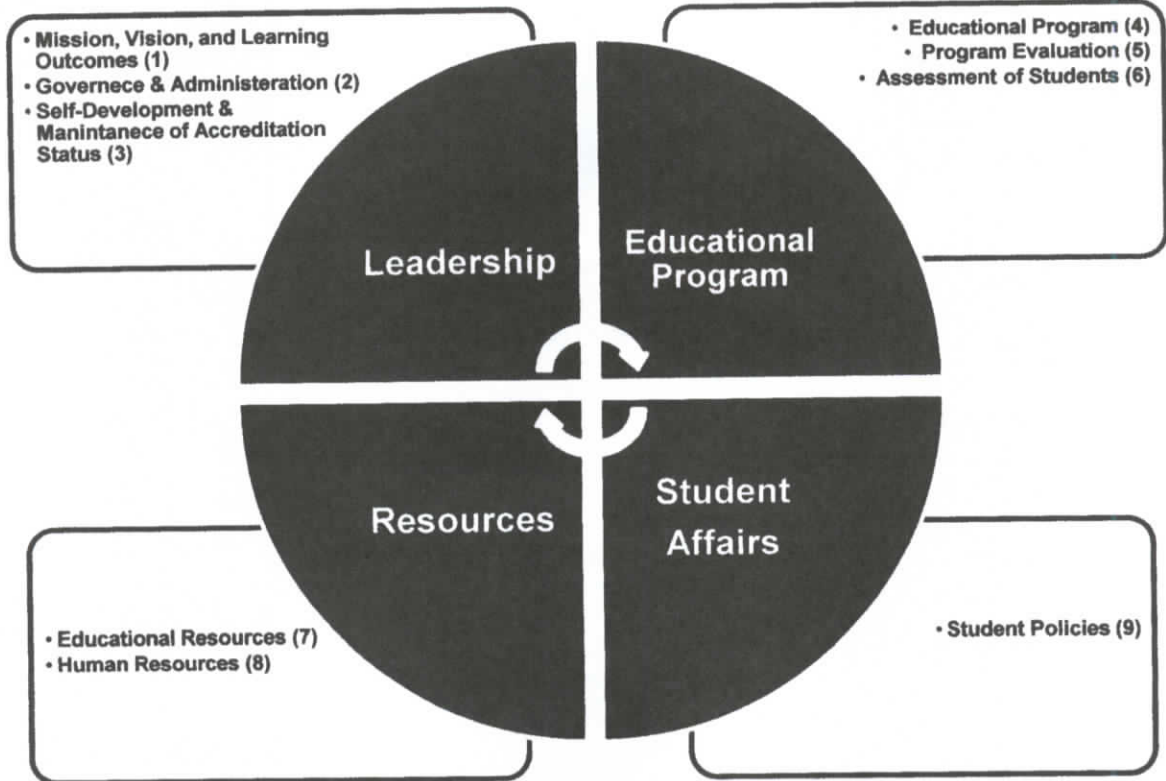 • Mission, Vision, and Learning
Outcomes (1)
• Governece & Administeration (2)
• Self-Development &
Manintanece of Accreditation
Status (3)
• Educational Program (4)
• Program Evaluation (5)
• Assessment of Students (6)
Leadership
Educational
Program
Resources
Student
Affairs
• Educational Resources (7)
• Human Resources (8)
• Student Policies (9)